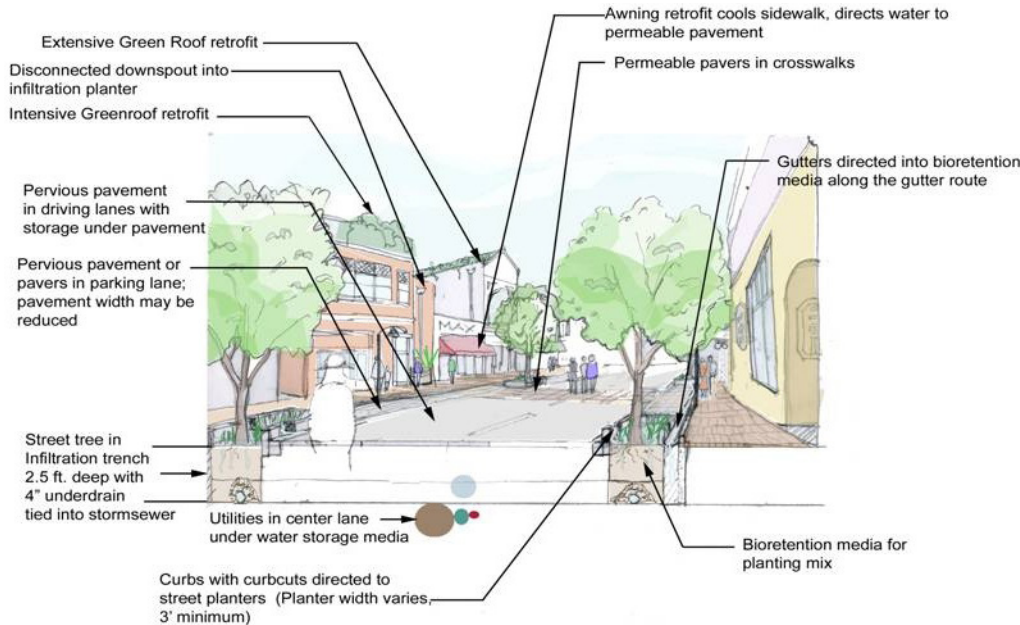 Awning retrofit cools sidewalk, directs water to
permeable pavement
Extensive Green Roof retrofit
Permeable pavers in crosswalks
Disconnected downspout into
infiltration planter
Intensive Greenroof retrofit
Gutters directed into bioretention
media along the gutter route
Pervious pavement
in driving lanes with
storage under pavement
Pervious pavement or
pavers in parking lane;
pavement width may be
reduced
MAX
Street tree in
Infiltration trench
2.5 ft. deep with
4” underdrain
tied into stormsewer
Utilities in center lane
under water storage media
Bioretention media for
planting mix
Curbs with curbcuts directed to
street planters (Planter width varies,
3’ minimum)